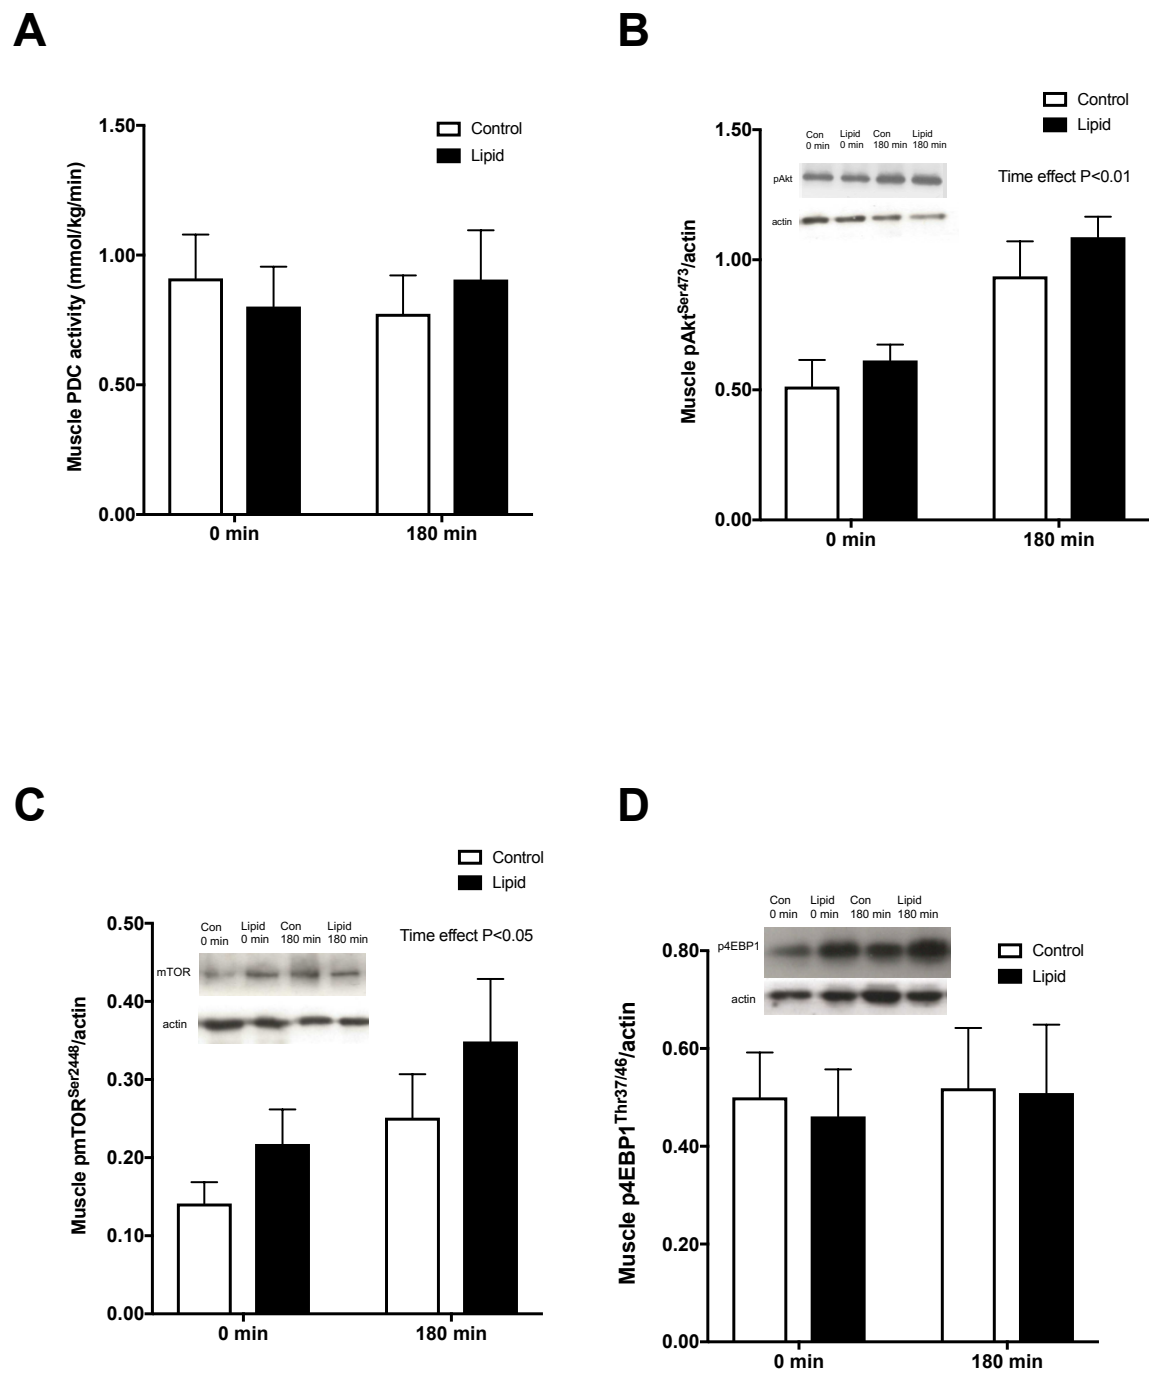 A
Muscle PDC activity (mmol/kg/min)
1.50
1.00
0.50
0.00
Control
Lipid
0 min
180 min
B
Muscle pAktSer473/actin
1.50
1.00
0.50
0.00
Control
Lipid
Con Lipid Con Lipid
0 min 0 min 180 min 180 min
pAkt
actin
Time effect P<0.01
0 min
180 min
C
Muscle pmTORSer2448/actin
0.50
0.40
0.30
0.20
0.10
0.00
Control
Lipid
Con Lipid Con Lipid
0 min 0 min 180 min 180 min
mTOR
actin
Time effect P<0.05
0 min
180 min
D
Muscle p4EBP1Thr37/46/actin
0.80
0.60
0.40
0.20
0.00
Con Lipid Con Lipid
0 min 0 min 180 min 180 min
p4EBP1
actin
Control
Lipid
0 min
180 min